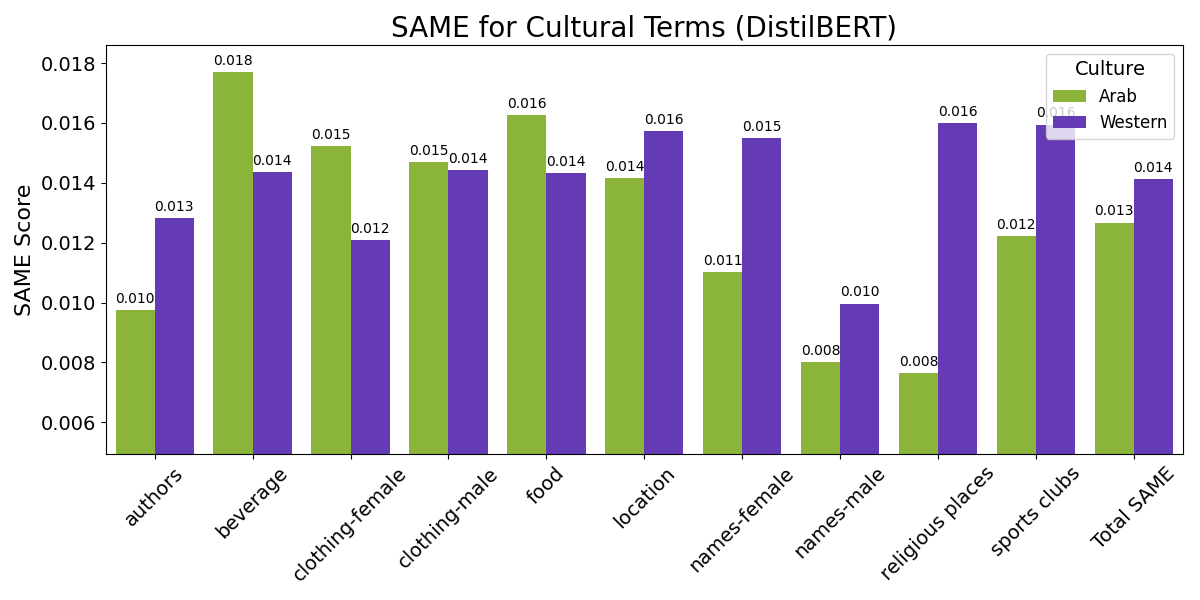 SAME for Cultural Terms (DistilBERT)
SAME Score
0.018
0.016
0.014
0.012
0.010
0.008
0.006
0.010
0.013
0.018
0.014
0.015
0.012
0.015
0.014
0.016
0.014
0.014
0.016
0.011
0.015
0.008
0.010
0.008
0.016
0.012
0.016
0.013
0.014
Culture
Arab
Western
authors
beverage
clothing-female
clothing-male
food
location
names-female
names-male
religious places
sports clubs
Total SAME